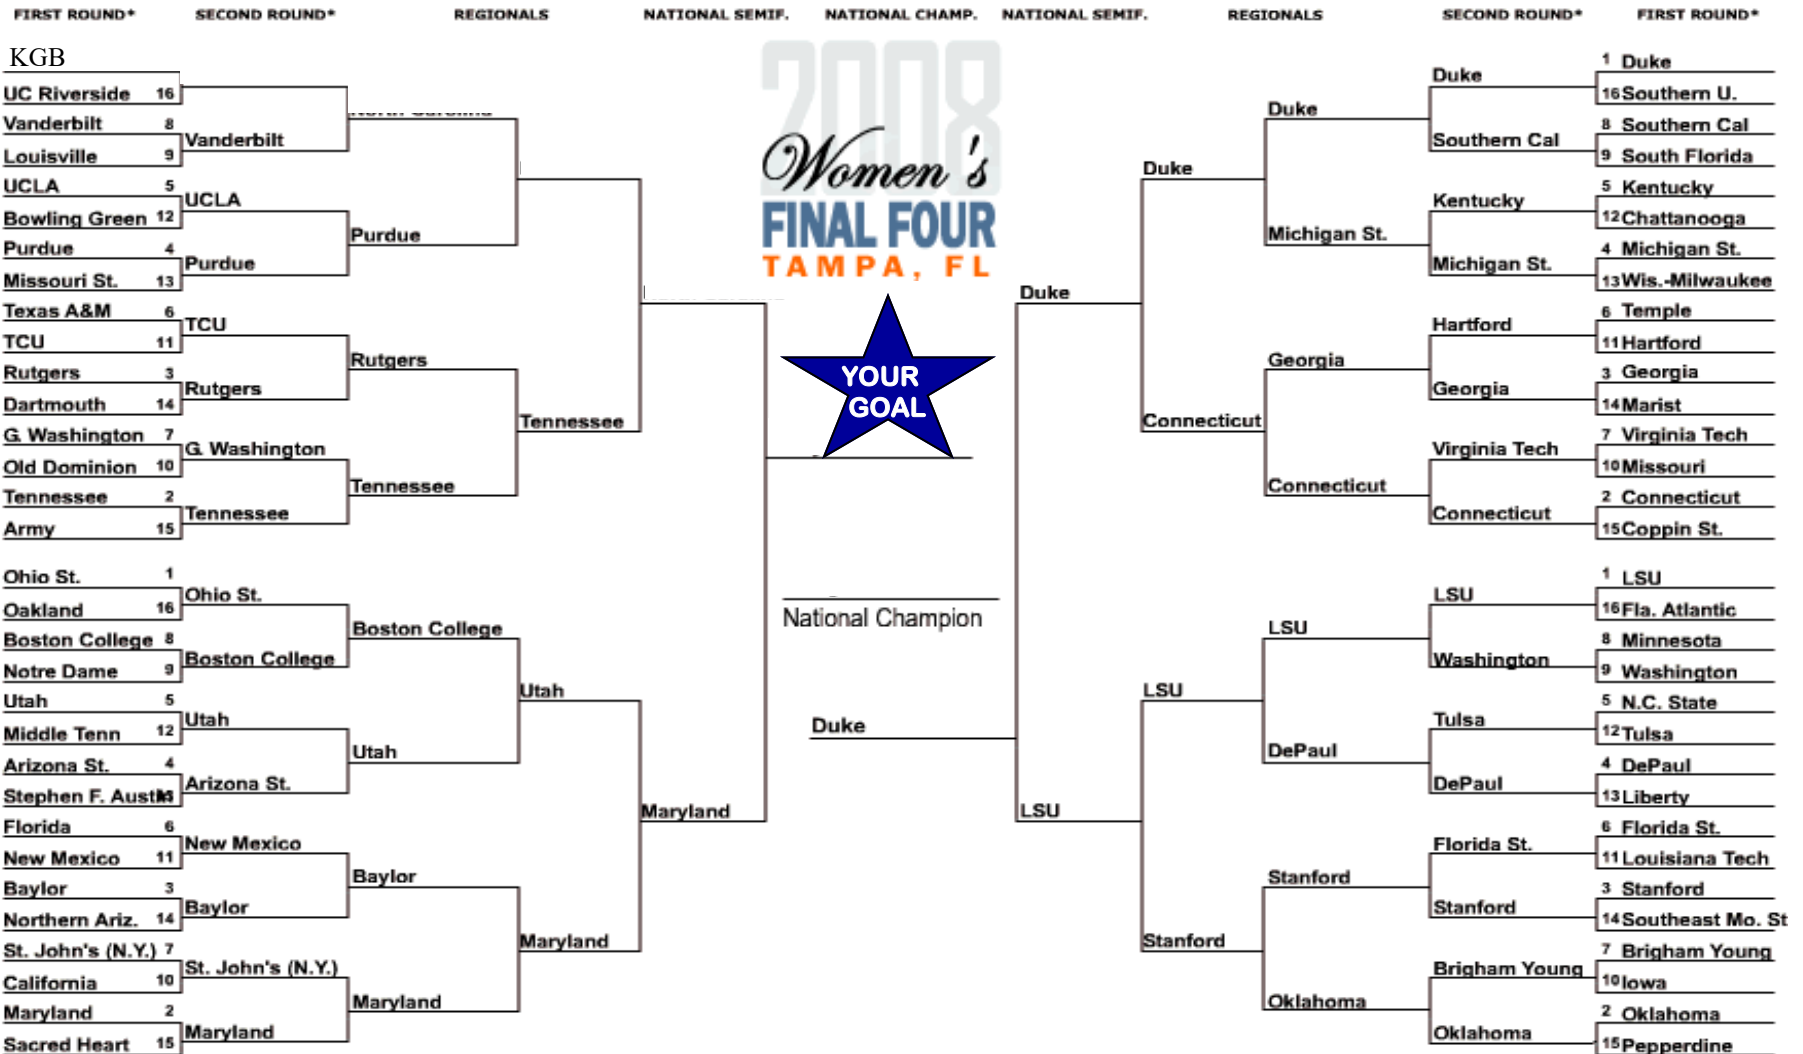 FIRST ROUND* SECOND ROUND* REGIONALS NATIONAL SEMIF. NATIONAL CHAMP. NATIONAL SEMIF. REGIONALS SECOND ROUND* FIRST ROUND*
KGB
UC Riverside 16
Vanderbilt 8
Louisville 9
UCLA 5
Bowling Green 12
Purdue 4
Missouri St. 13
Texas A&M 6
TCU 11
Rutgers 3
Dartmouth 14
G. Washington 7
Old Dominion 10
Tennessee 2
Army 15
Ohio St. 1
Oakland 16
Boston College 8
Notre Dame 9
Utah 5
Middle Tenn 12
Arizona St. 4
Stephen F. Austin
Florida 6
New Mexico 11
Baylor 3
Northern Ariz. 14
St. John's (N.Y.) 7
California 10
Maryland 2
Sacred Heart 15
Vanderbilt
UCLA
Purdue
TCU
Rutgers
G. Washington
Tennessee
Ohio St.
Boston College
Utah
Arizona St.
New Mexico
Baylor
St. John's (N.Y.)
Maryland
Purdue
Rutgers
Tennessee
Boston College
Utah
Baylor
Maryland
Tennessee
Utah
Maryland
Maryland
2008
Women's
FINAL FOUR
TAMPA, FL
YOUR
GOAL
National Champion
Duke
Duke
LSU
Duke
Connecticut
LSU
Stanford
Duke
Michigan St.
Georgia
Connecticut
LSU
DePaul
Stanford
Oklahoma
Duke
Southern Cal
Kentucky
Michigan St.
Hartford
Georgia
Virginia Tech
Connecticut
LSU
Washington
Tulsa
DePaul
Florida St.
Stanford
Brigham Young
Oklahoma
1 Duke
16 Southern U.
8 Southern Cal
9 South Florida
5 Kentucky
12 Chattanooga
4 Michigan St.
13 Wis.-Milwaukee
6 Temple
11 Hartford
3 Georgia
14 Marist
7 Virginia Tech
10 Missouri
2 Connecticut
15 Coppin St.
1 LSU
16 Fla. Atlantic
8 Minnesota
9 Washington
5 N.C. State
12 Tulsa
4 DePaul
13 Liberty
6 Florida St.
11 Louisiana Tech
3 Stanford
14 Southeast Mo. St
7 Brigham Young
10 Iowa
2 Oklahoma
15 Pepperdine